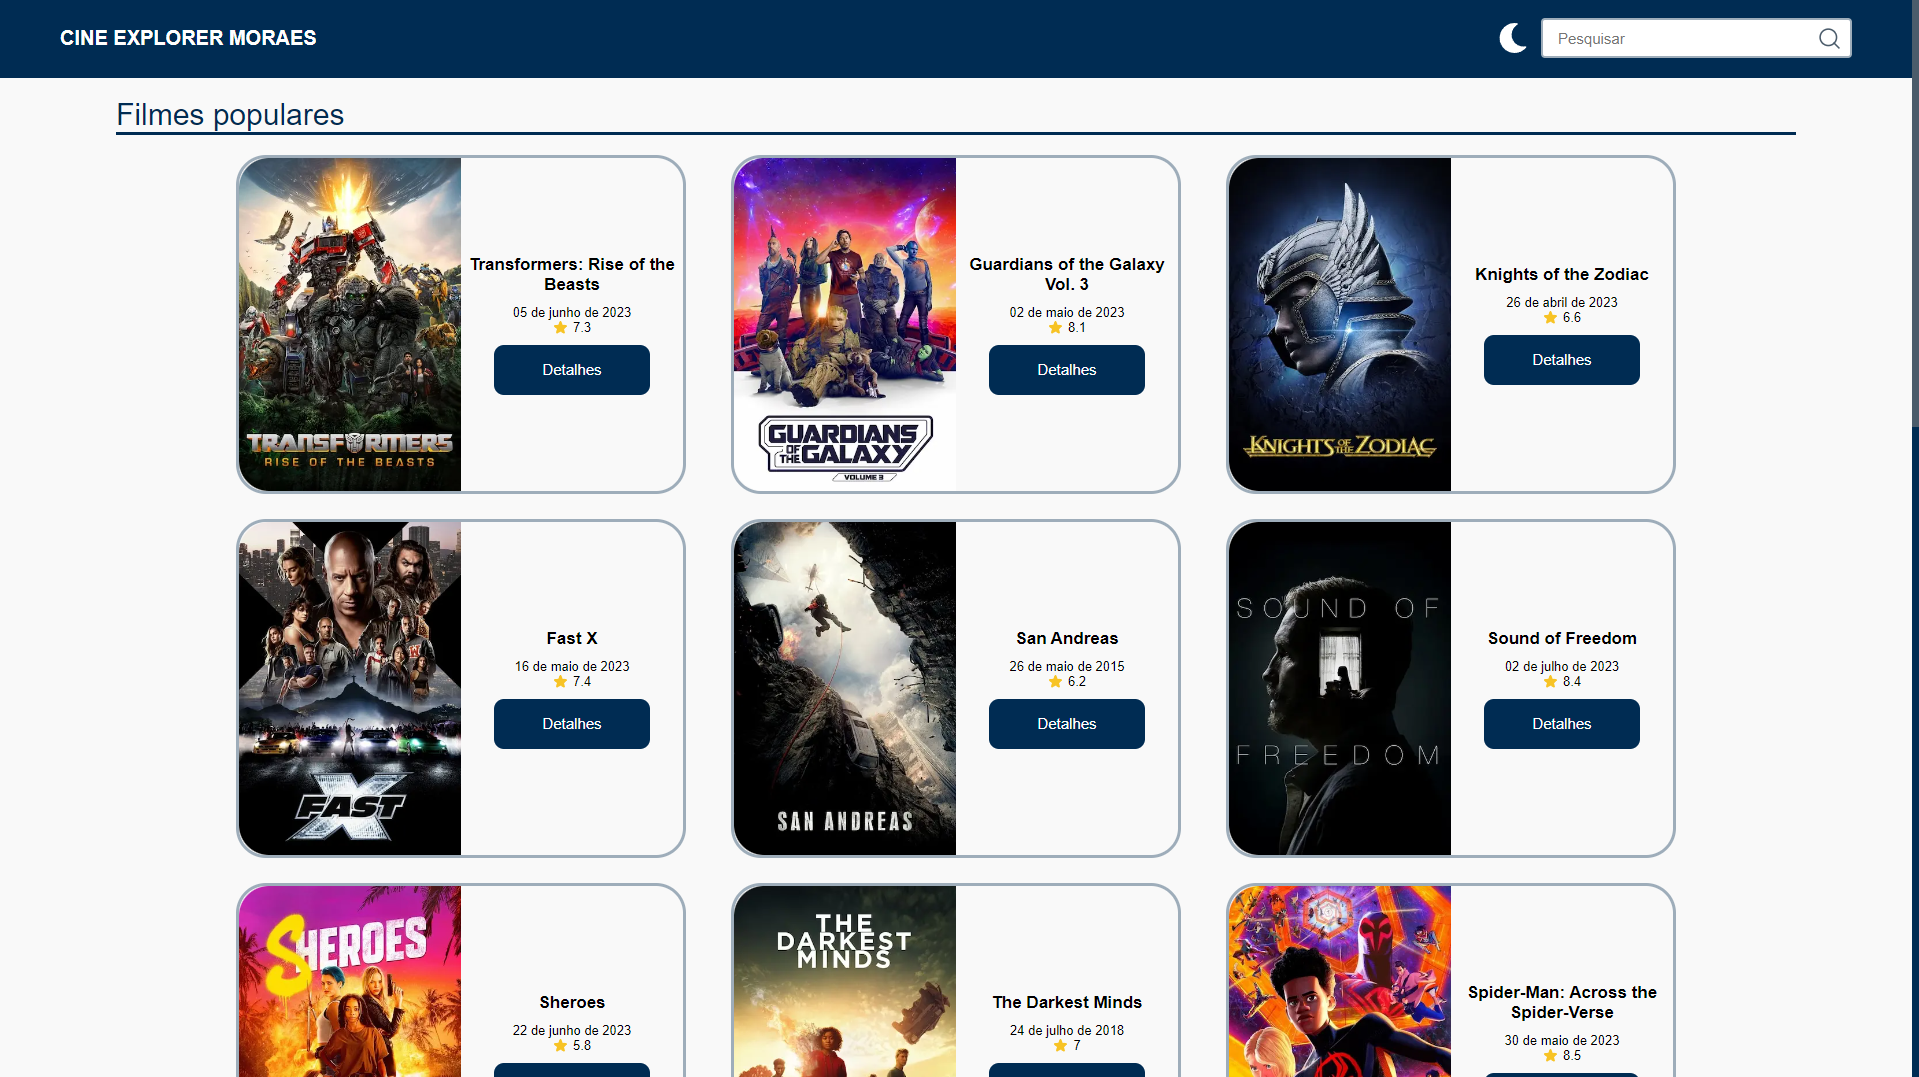 CINE EXPLORER MORAES
Pesquisar
Filmes populares
TRANSFORMERS
RISE OF THE BEASTS
Transformers: Rise of the
Beasts
05 de junho de 2023
7.3
Detalhes
GUARDIANS
OF THE GALAXY
VOLUME 3
Guardians of the Galaxy
Vol. 3
02 de maio de 2023
8.1
Detalhes
KNIGHTS OF THE ZODIAC
Knights of the Zodiac
26 de abril de 2023
6.6
Detalhes
FAST
X
Fast X
16 de maio de 2023
7.4
Detalhes
SAN ANDREAS
San Andreas
26 de maio de 2015
6.2
Detalhes
SOUND OF
FREEDOM
Sound of Freedom
02 de julho de 2023
8.4
Detalhes
SHEROES
Sheroes
22 de junho de 2023
5.8
THE
DARKEST
MINDS
The Darkest Minds
24 de julho de 2018
7
Spider-Man: Across the
Spider-Verse
30 de maio de 2023
8.5